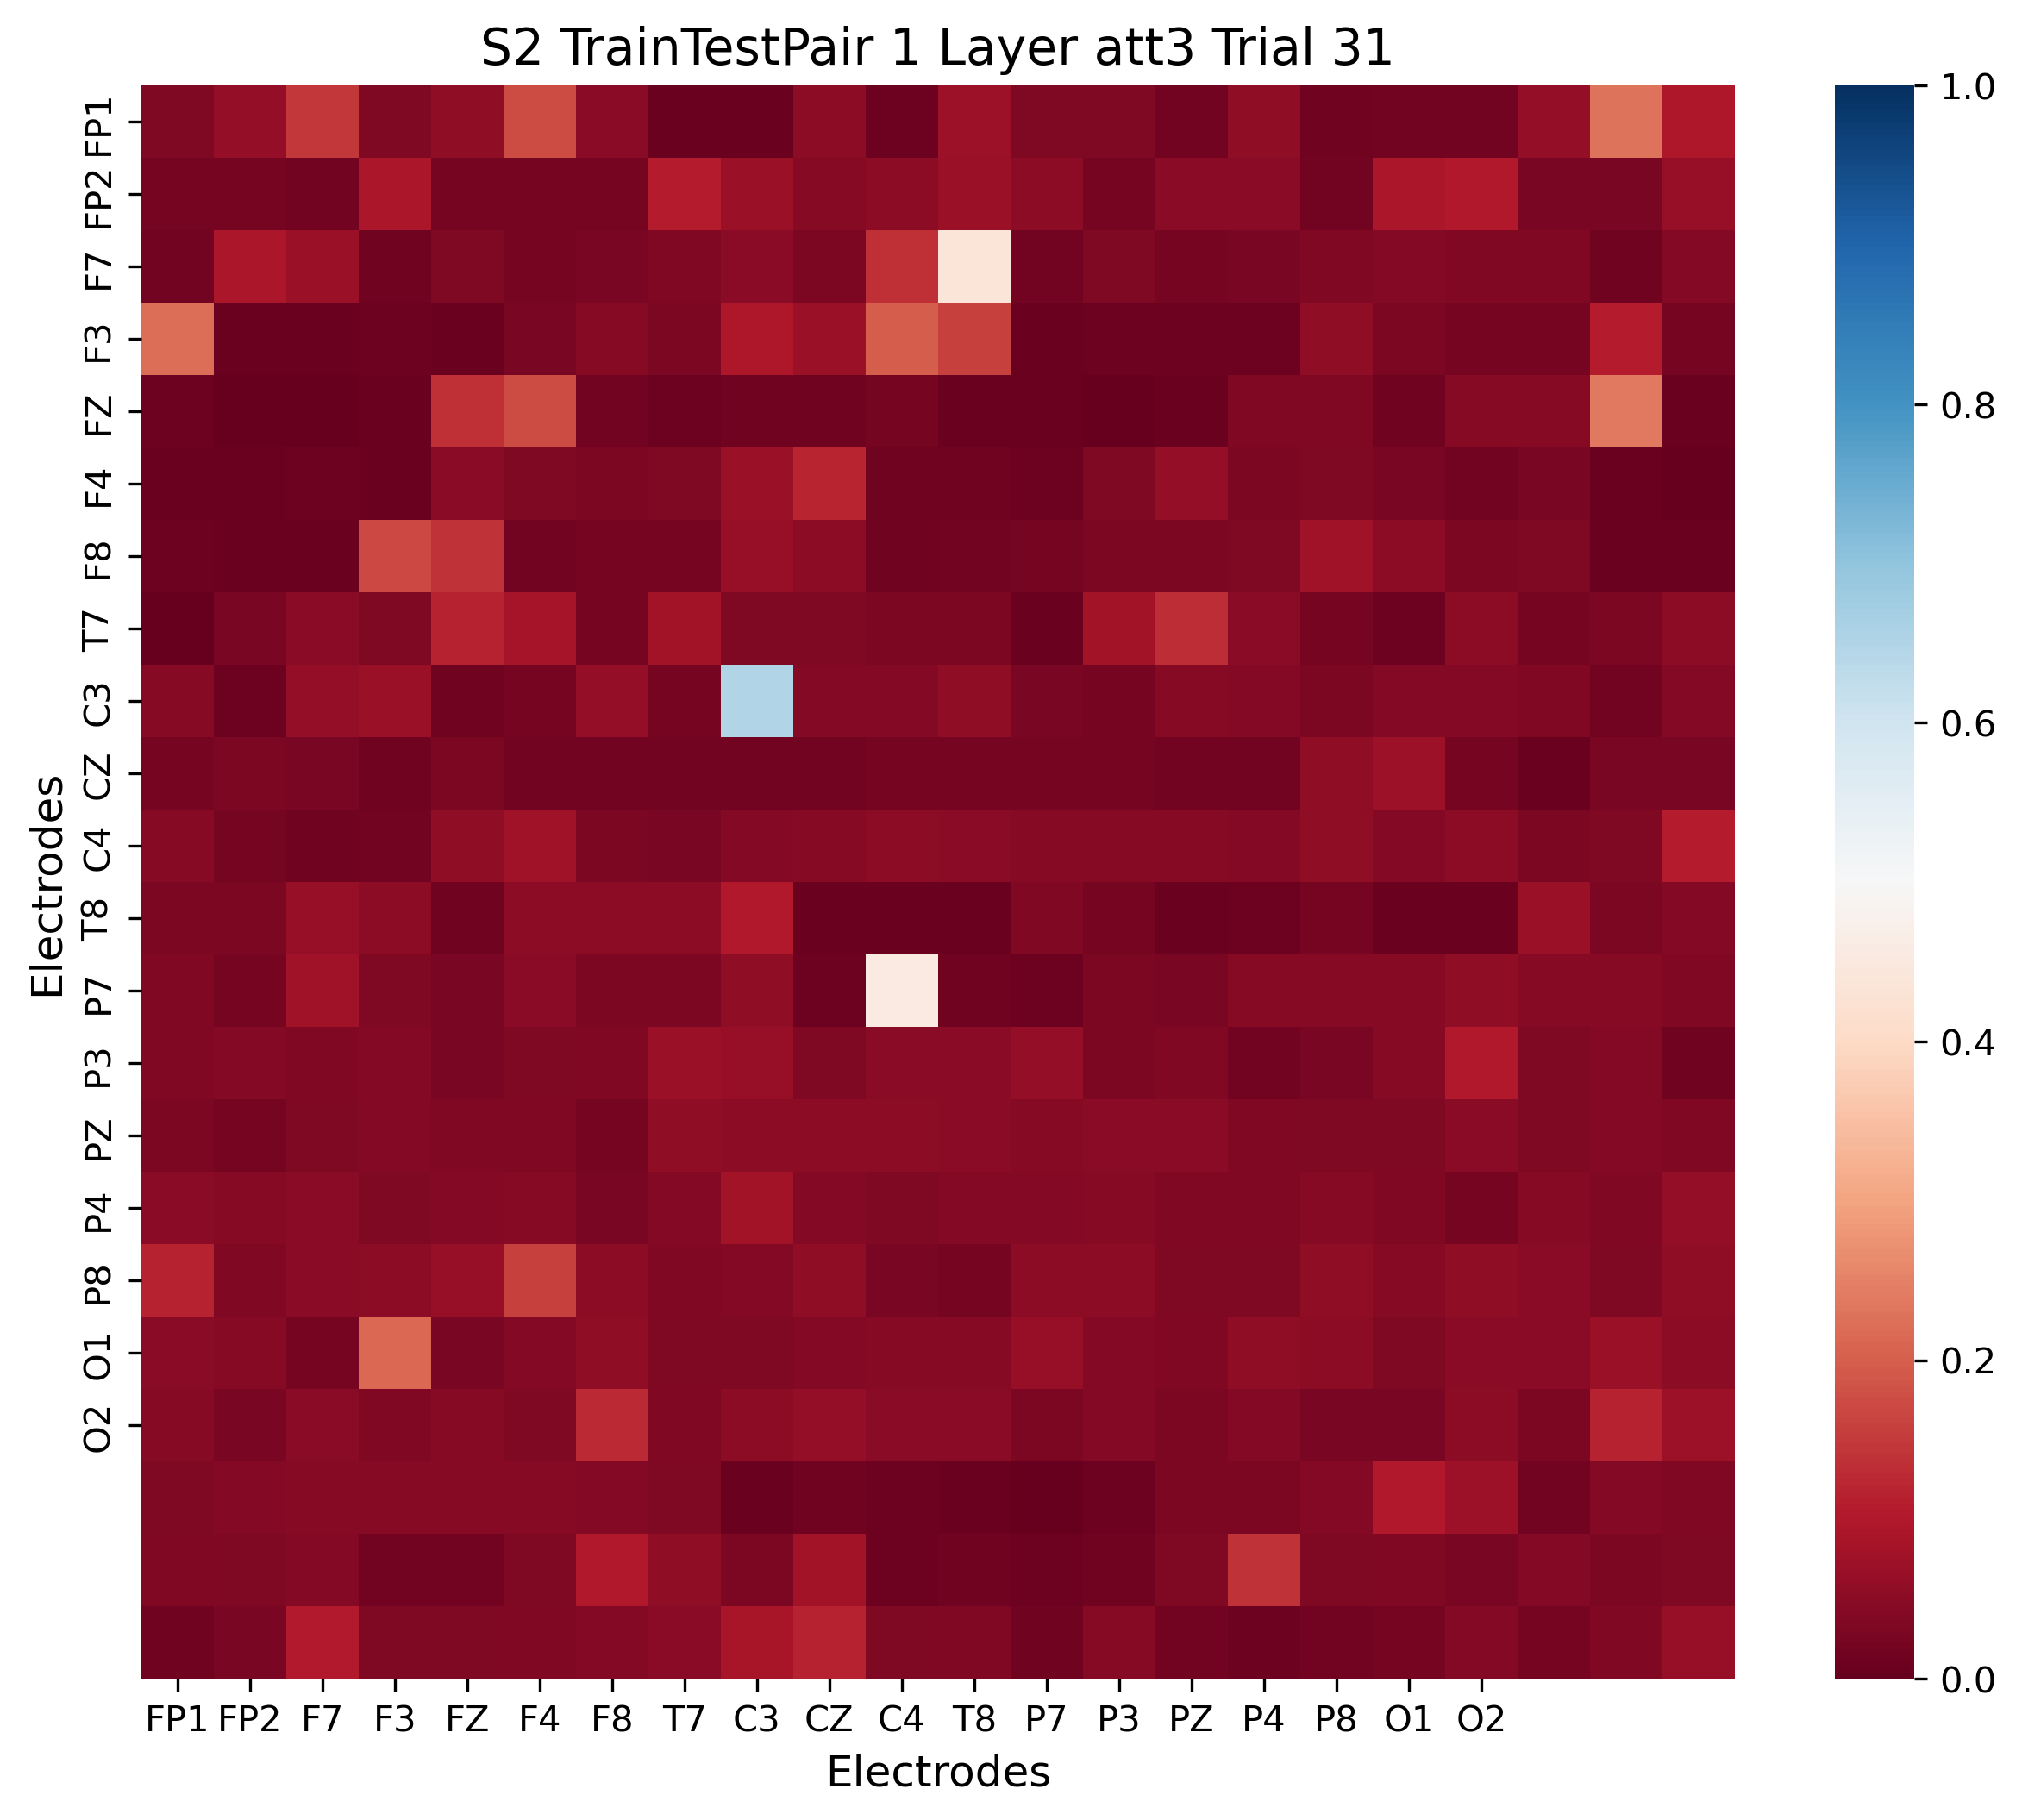 S2 TrainTestPair 1 Layer att3 Trial 31
Electrodes
FP1
FP2
F7
F3
FZ
F4
F8
T7
C3
CZ
C4
T8
P7
P3
PZ
P4
P8
O1
O2
FP1 FP2 F7 F3 FZ F4 F8 T7 C3 CZ C4 T8 P7 P3 PZ P4 P8 O1 O2
Electrodes
1.0
0.8
0.6
0.4
0.2
0.0